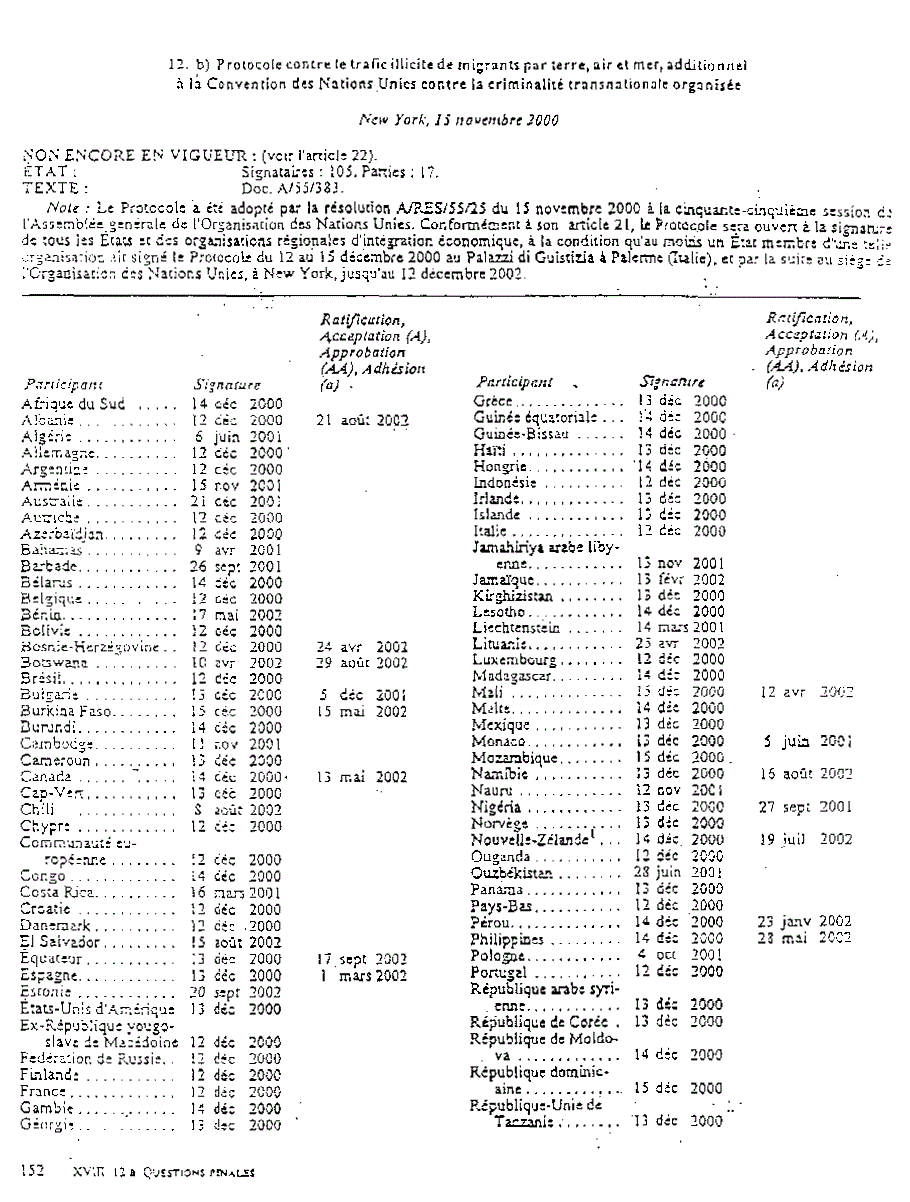 12. b) Protocole contre le trafic illicite de migrants par terre, air et mer, additionnel
à la Convention des Nations Unies contre la criminalité transnationale organisée
New York, 15 novembre 2000
NON ENCORE EN VIGUEUR : (voir l'article 22).
ÉTAT : Signataires : 105. Parties : 17.
TEXTE : Doc. A/55/383.
Note : Le Protocole a été adopté par la résolution A/RES/55/25 du 15 novembre 2000 à la cinquante-cinquième session de
l'Assemblée générale de l'Organisation des Nations Unies. Conformément à son article 21, le Protocole sera ouvert à la signature
de tous les États et des organisations régionales d'intégration économique, à la condition qu'au moins un État membre d'une telle
organisation ait signé le Protocole du 12 au 15 décembre 2000 au Palazzi di Guistizia à Palerme (Italie), et par la suite au siège de
l'Organisation des Nations Unies, à New York, jusqu'au 12 décembre 2002.
Participant Signature Ratification,
Acceptation (A),
Approbation
(AA), Adhésion
(a)
Afrique du Sud ..... 14 déc 2000
Albanie ............ 12 déc 2000 21 août 2002
Algérie ............ 6 juin 2001
Allemagne.......... 12 déc 2000
Argentine .......... 12 déc 2000
Arménie ........... 15 nov 2001
Australie........... 21 déc 2001
Autriche ........... 12 déc 2000
Azerbaïdjan......... 12 déc 2000
Bahamas ........... 9 avr 2001
Barbade............ 26 sept 2001
Bélarus ............ 14 déc 2000
Belgique ........... 12 déc 2000
Bénin.............. 17 mai 2002
Bolivie ............ 12 déc 2000
Bosnie-Herzégovine .. 12 déc 2000 24 avr 2002
Botswana .......... 10 avr 2002 29 août 2002
Brésil.............. 12 déc 2000
Bulgarie ........... 13 déc 2000 5 déc 2001
Burkina Faso........ 15 déc 2000 15 mai 2002
Burundi............ 14 déc 2000
Cambodge.......... 11 nov 2001
Cameroun .......... 13 déc 2000
Canada ............ 14 déc 2000 13 mai 2002
Cap-Vert........... 13 déc 2000
Chili ............ 8 août 2002
Chypre ............ 12 déc 2000
Communauté eu-
ropéenne ........ 12 déc 2000
Congo ............. 14 déc 2000
Costa Rica.......... 16 mars 2001
Croatie ............ 12 déc 2000
Danemark .......... 12 déc 2000
El Salvador ......... 15 août 2002
Équateur........... 13 déc 2000 17 sept 2002
Espagne............ 13 déc 2000 1 mars 2002
Estonie ............ 20 sept 2002
États-Unis d'Amérique 13 déc 2000
Ex-République yougo-
slave de Macédoine 12 déc 2000
Fédération de Russie.. 12 déc 2000
Finlande ........... 12 déc 2000
France............. 12 déc 2000
Gambie ............ 14 déc 2000
Géorgie............ 13 déc 2000
Participant Signature Ratification,
Acceptation (A),
Approbation
(AA), Adhésion
(a)
Grèce............. 13 déc 2000
Guinée équatoriale ... 14 déc 2000
Guinée-Bissau ...... 14 déc 2000
Haïti .............. 13 déc 2000
Hongrie............ 14 déc 2000
Indonésie .......... 12 déc 2000
Irlande............. 13 déc 2000
Islande ............ 13 déc 2000
Italie .............. 12 déc 2000
Jamahiriya arabe liby-
enne............. 13 nov 2001
Jamaïque........... 13 févr 2002
Kirghizistan ........ 13 déc 2000
Lesotho............ 14 déc 2000
Liechtenstein ....... 14 mars 2001
Lituanie............ 25 avr 2002
Luxembourg........ 12 déc 2000
Madagascar......... 14 déc 2000
Mali .............. 15 déc 2000 12 avr 2002
Malte.............. 14 déc 2000
Mexique ........... 13 déc 2000
Monaco............ 13 déc 2000 5 juin 2001
Mozambique........ 15 déc 2000
Namibie ........... 13 déc 2000 16 août 2002
Nauru ............. 12 nov 2001
Nigéria ............ 13 déc 2000 27 sept 2001
Norvège ........... 13 déc 2000
Nouvelle-Zélande¹ ... 14 déc 2000 19 juil 2002
Ouganda ........... 12 déc 2000
Ouzbékistan ........ 28 juin 2001
Panama ............ 13 déc 2000
Pays-Bas........... 12 déc 2000
Pérou.............. 14 déc 2000 23 janv 2002
Philippines ......... 14 déc 2000 28 mai 2002
Pologne............ 4 oct 2001
Portugal ........... 12 déc 2000
République arabe syri-
enne............. 13 déc 2000
République de Corée . 13 déc 2000
République de Moldo-
va ............. 14 déc 2000
République dominic-
aine ............ 15 déc 2000
République-Unie de
Tanzanie ........ 13 déc 2000
152 XVIII 12 QUESTIONS PÉNALES